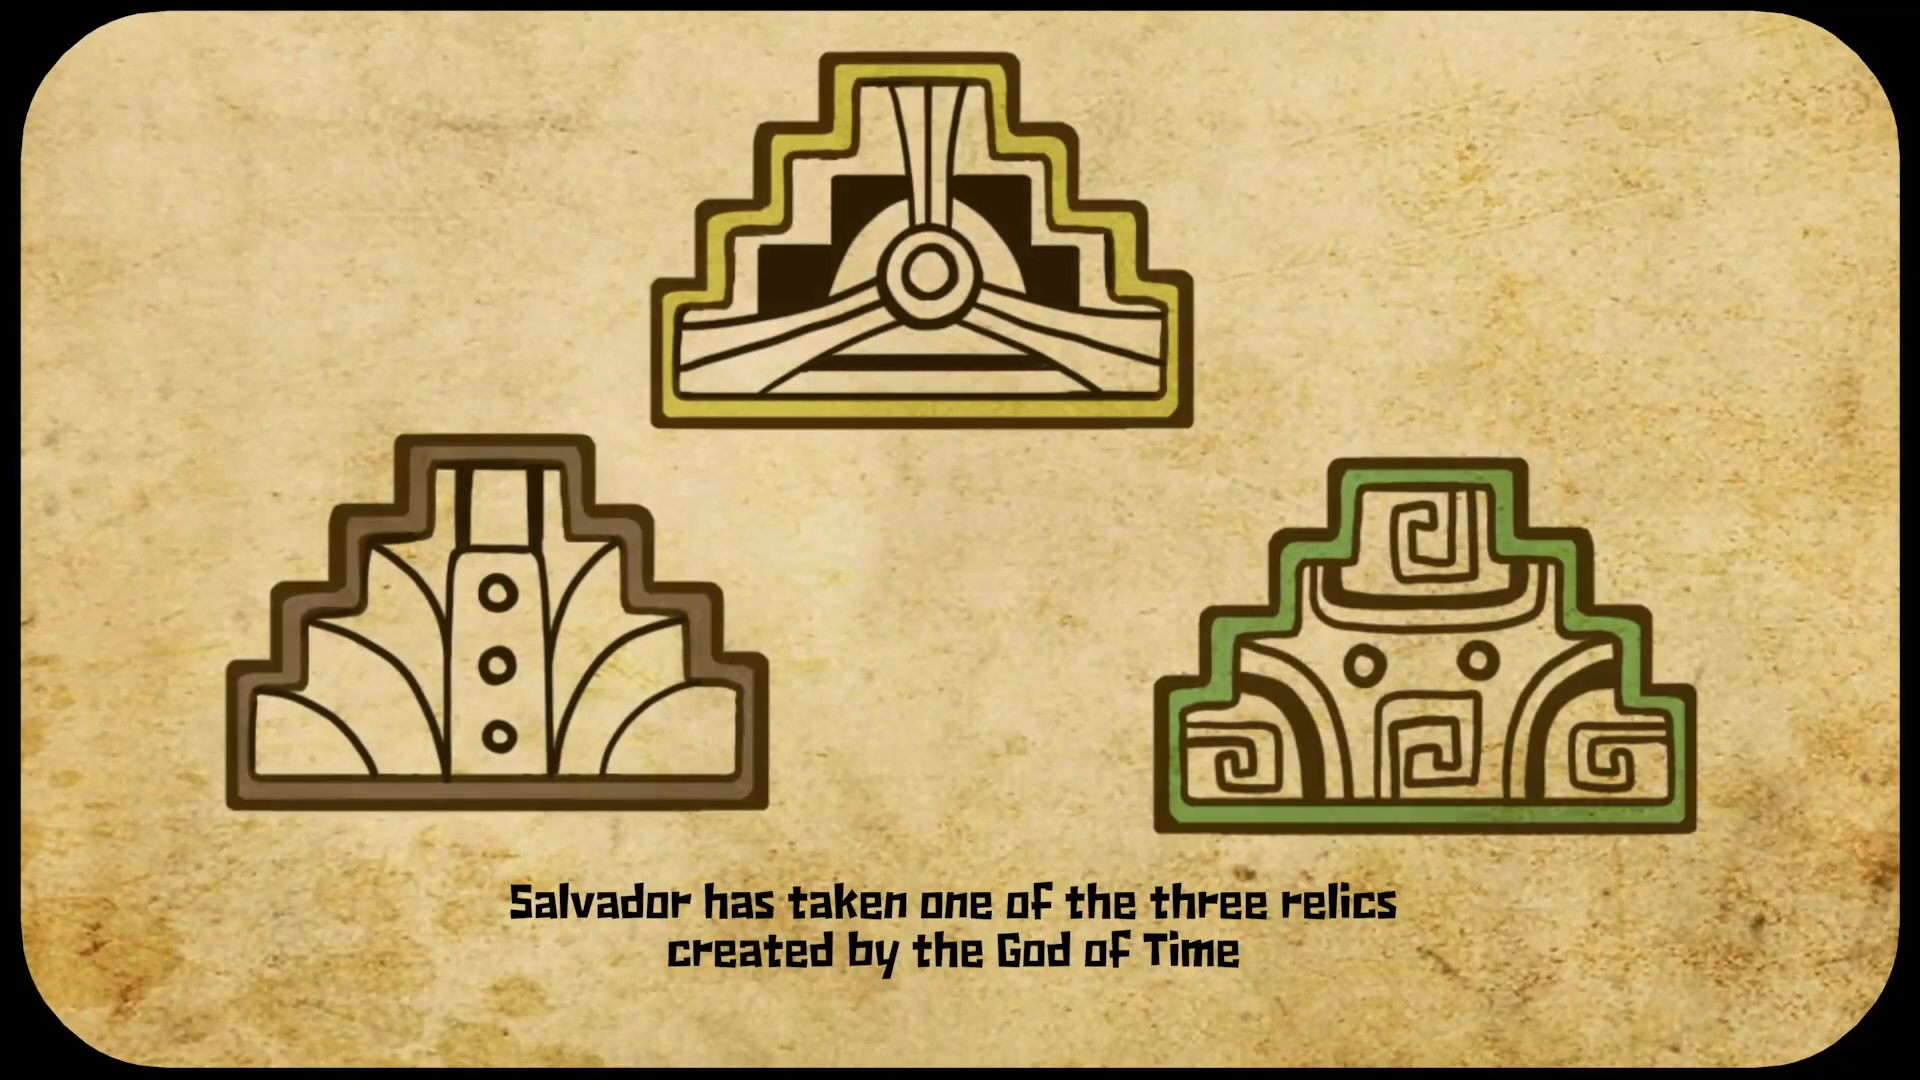 Salvador has taken one of the three relics
created by the God of Time